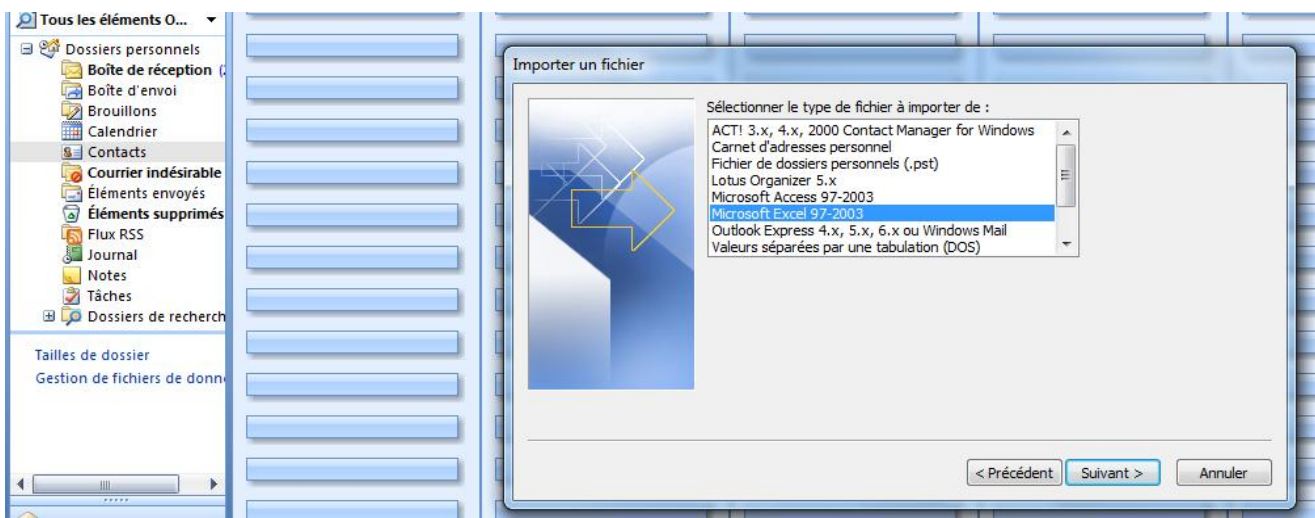 Tous les éléments O...
Dossiers personnels
Boîte de réception (2
Boîte d'envoi
Brouillons
Calendrier
Contacts
Courrier indésirable
Éléments envoyés
Éléments supprimés
Flux RSS
Journal
Notes
Tâches
Dossiers de recherch
Tailles de dossier
Gestion de fichiers de donn
Importer un fichier
Sélectionner le type de fichier à importer de :
ACT! 3.x, 4.x, 2000 Contact Manager for Windows
Carnet d'adresses personnel
Fichier de dossiers personnels (.pst)
Lotus Organizer 5.x
Microsoft Access 97-2003
Microsoft Excel 97-2003
Outlook Express 4.x, 5.x, 6.x ou Windows Mail
Valeurs séparées par une tabulation (DOS)
< Précédent Suivant > Annuler